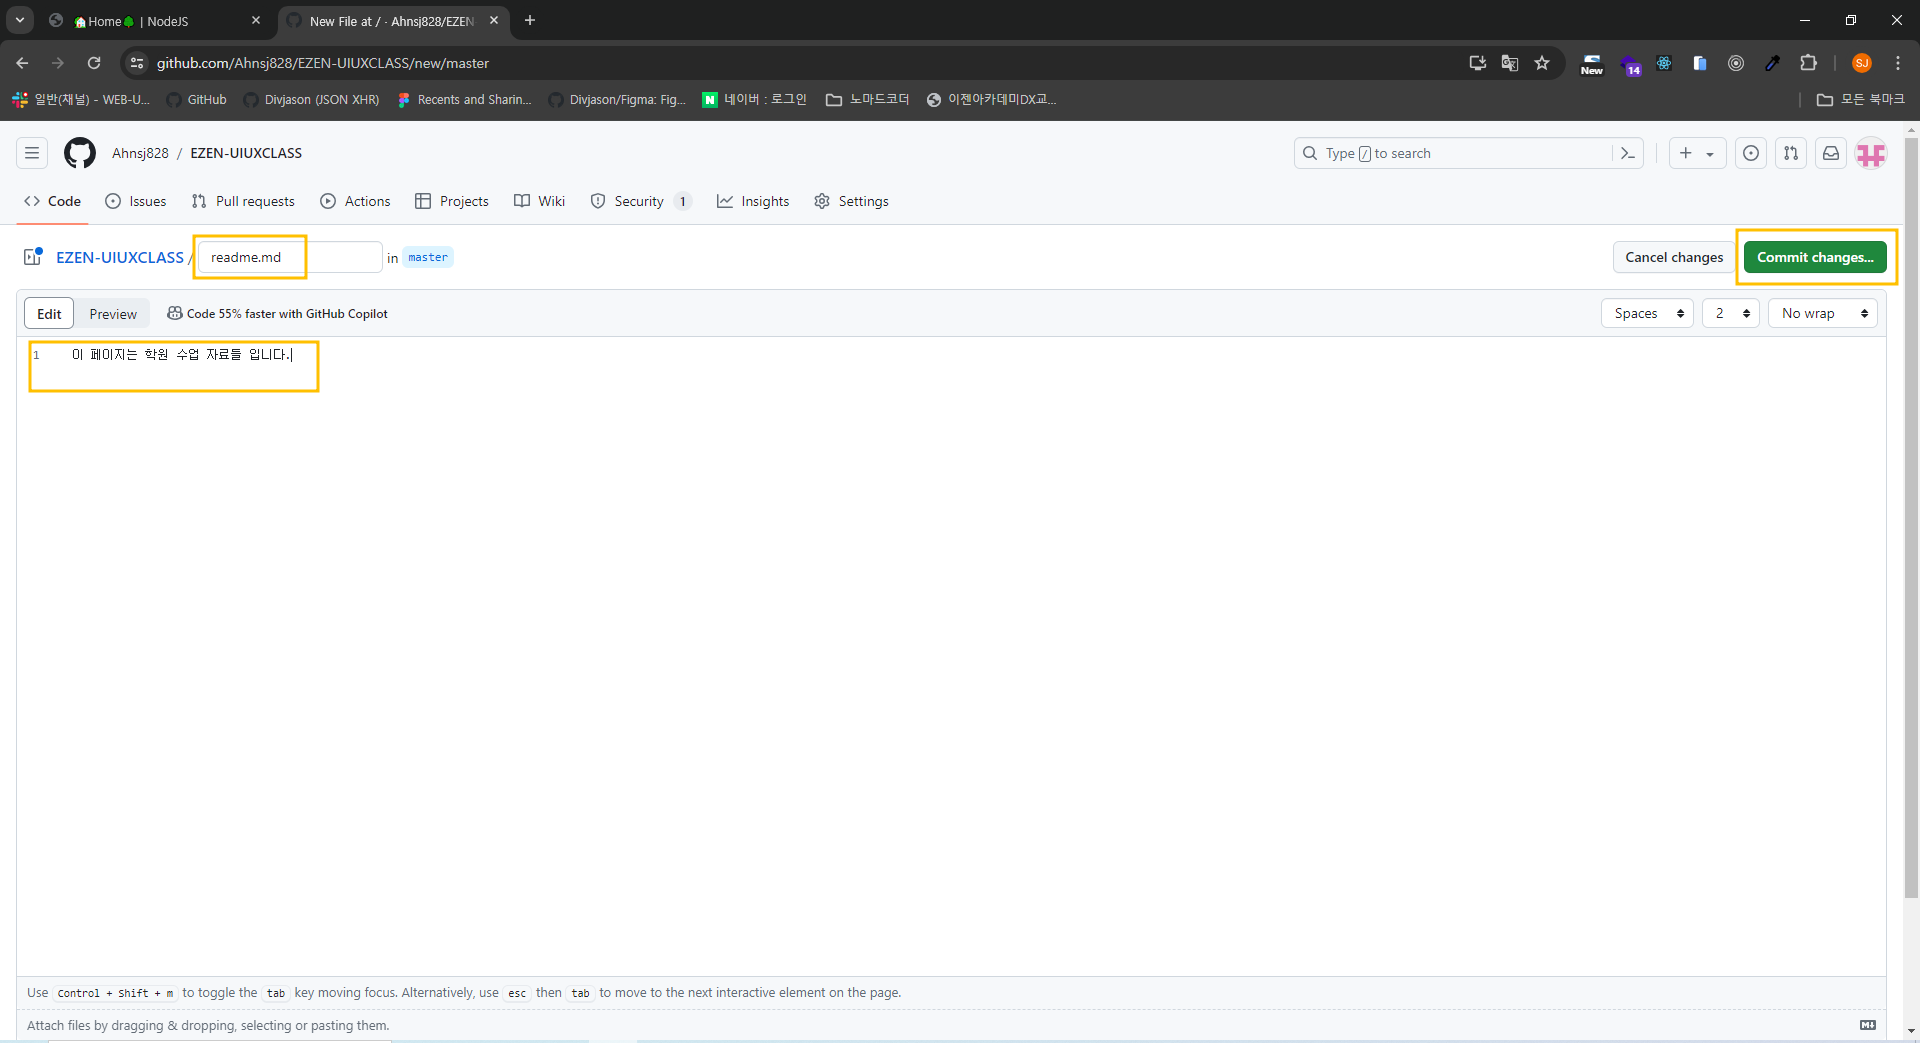 🏠Home🌳 | NodeJS
New File at / · Ahnsj828/EZEN-
github.com/Ahnsj828/EZEN-UIUXCLASS/new/master
New
14
SJ
일반(채널) - WEB-U...
GitHub
Divjason (JSON XHR)
Recents and Sharin...
Divjason/Figma: Fig...
N 네이버 : 로그인
노마드코더
이젠아카데미DX교...
모든 북마크
Ahnsj828 / EZEN-UIUXCLASS
Type / to search
Code
Issues
Pull requests
Actions
Projects
Wiki
Security 1
Insights
Settings
EZEN-UIUXCLASS / readme.md in master
Cancel changes
Commit changes...
Edit
Preview
Code 55% faster with GitHub Copilot
Spaces
2
No wrap
1 이 페이지는 학원 수업 자료들 입니다.
Use Control + Shift + m to toggle the tab key moving focus. Alternatively, use esc then tab to move to the next interactive element on the page.
Attach files by dragging & dropping, selecting or pasting them.